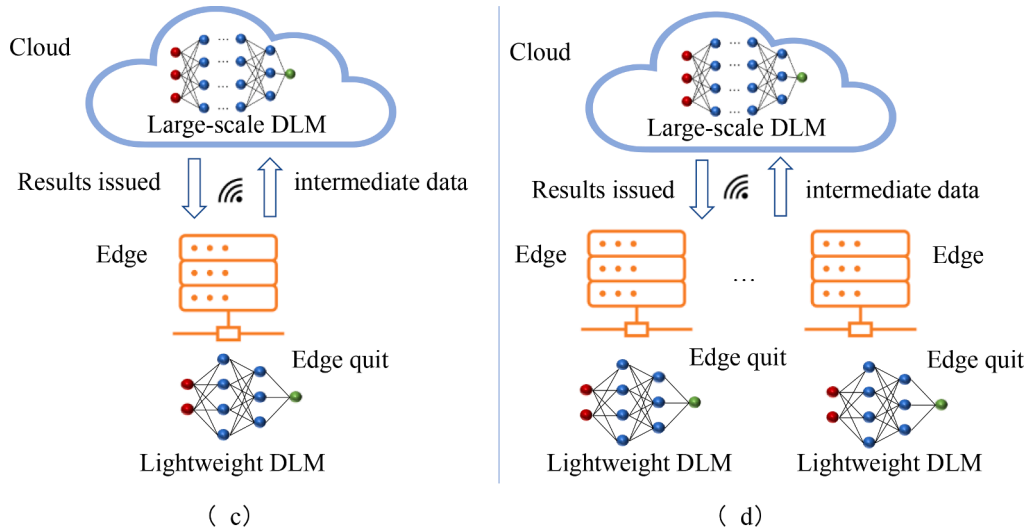 Cloud
Large-scale DLM
Results issued
intermediate data
Edge
Edge quit
Lightweight DLM
( c)
Cloud
Large-scale DLM
Results issued
intermediate data
Edge
...
Edge
Edge quit
Edge quit
Lightweight DLM
Lightweight DLM
( d)